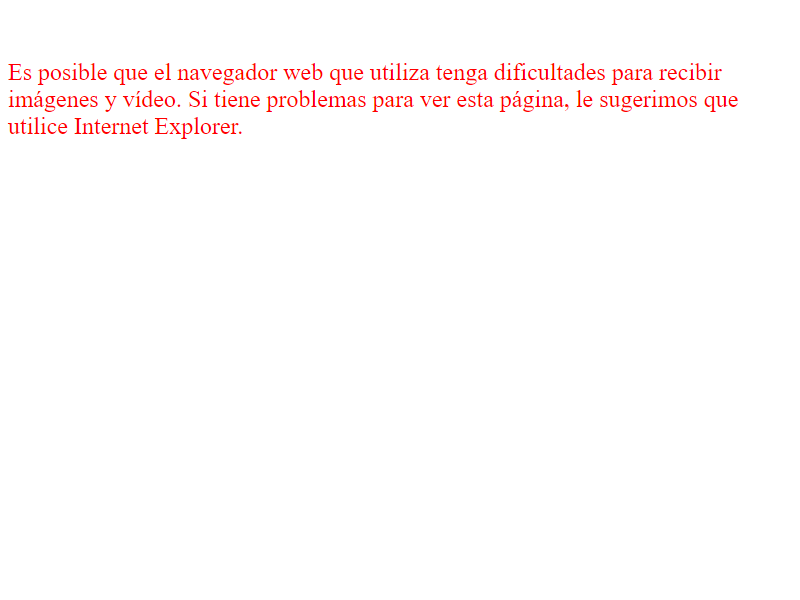 Es posible que el navegador web que utiliza tenga dificultades para recibir
imágenes y vídeo. Si tiene problemas para ver esta página, le sugerimos que
utilice Internet Explorer.